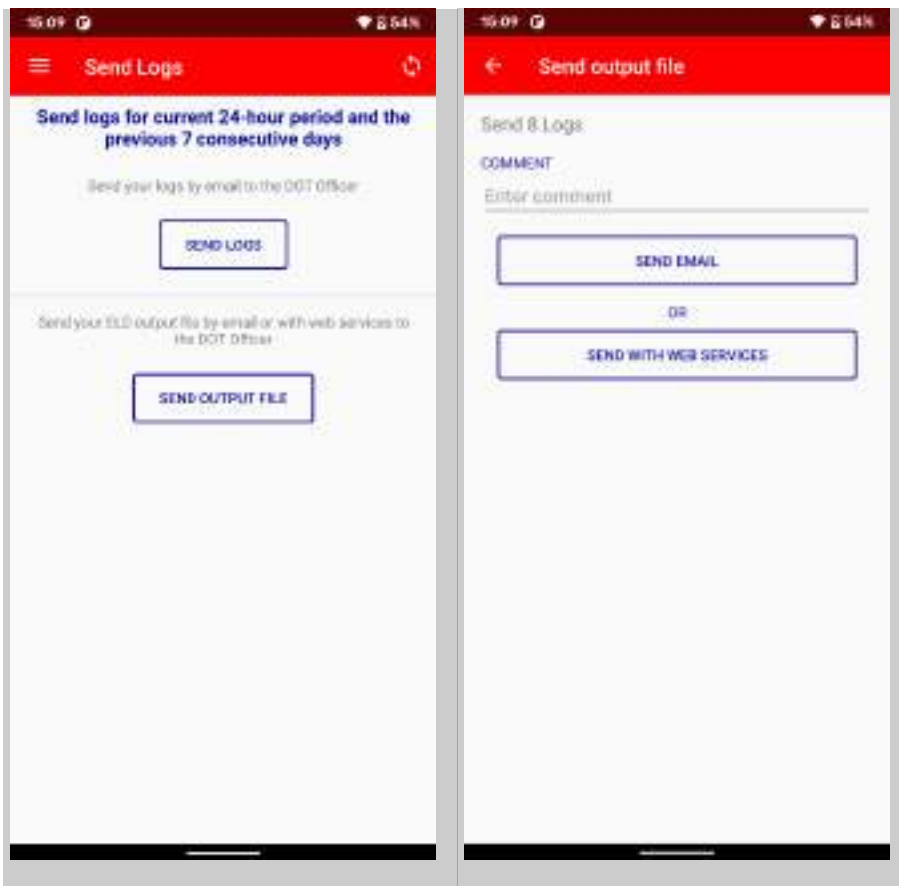 15:09 54%
Send Logs
Send logs for current 24-hour period and the
previous 7 consecutive days
Send your logs by email to the DOT Officer
SEND LOGS
Send your ELD output file by email or with web services to
the DOT Officer
SEND OUTPUT FILE
15:09 54%
Send output file
Send 8 Logs
COMMENT
Enter comment
SEND EMAIL
OR
SEND WITH WEB SERVICES